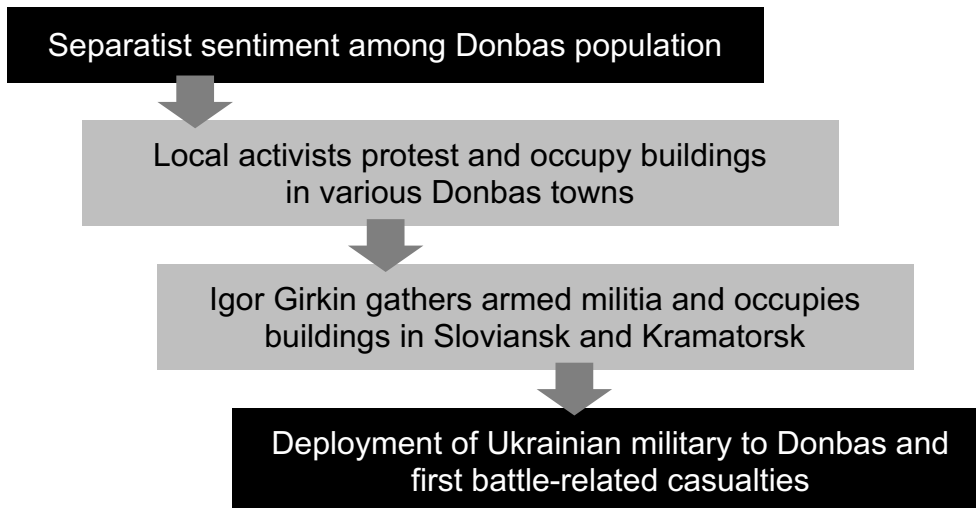 Separatist sentiment among Donbas population
Local activists protest and occupy buildings
in various Donbas towns
Igor Girkin gathers armed militia and occupies
buildings in Sloviansk and Kramatorsk
Deployment of Ukrainian military to Donbas and
first battle-related casualties